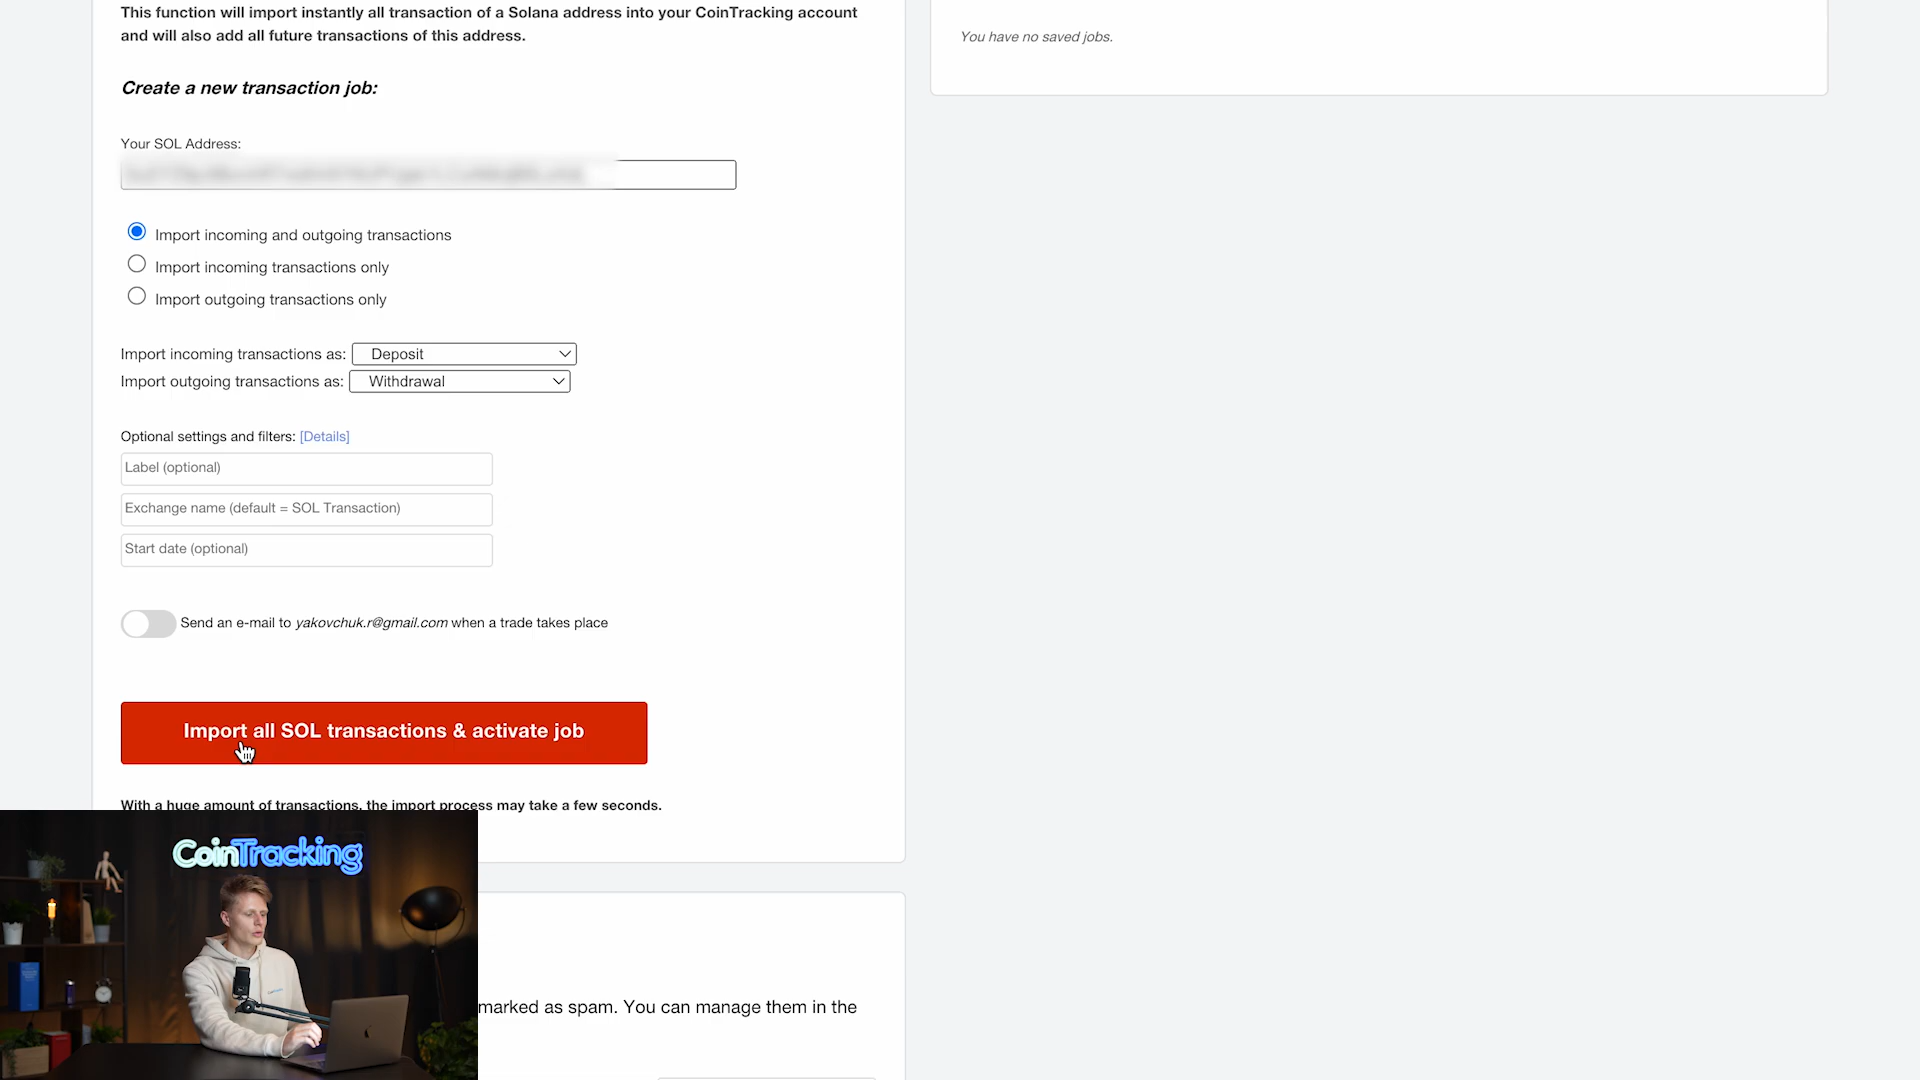 This function will import instantly all transaction of a Solana address into your CoinTracking account
and will also add all future transactions of this address.
You have no saved jobs.
Create a new transaction job:
Your SOL Address:
Import incoming and outgoing transactions
Import incoming transactions only
Import outgoing transactions only
Import incoming transactions as: Deposit
Import outgoing transactions as: Withdrawal
Optional settings and filters: [Details]
Label (optional)
Exchange name (default = SOL Transaction)
Start date (optional)
Send an e-mail to yakovchuk.r@gmail.com when a trade takes place
Import all SOL transactions & activate job
With a huge amount of transactions, the import process may take a few seconds.
CoinTracking
marked as spam. You can manage them in the